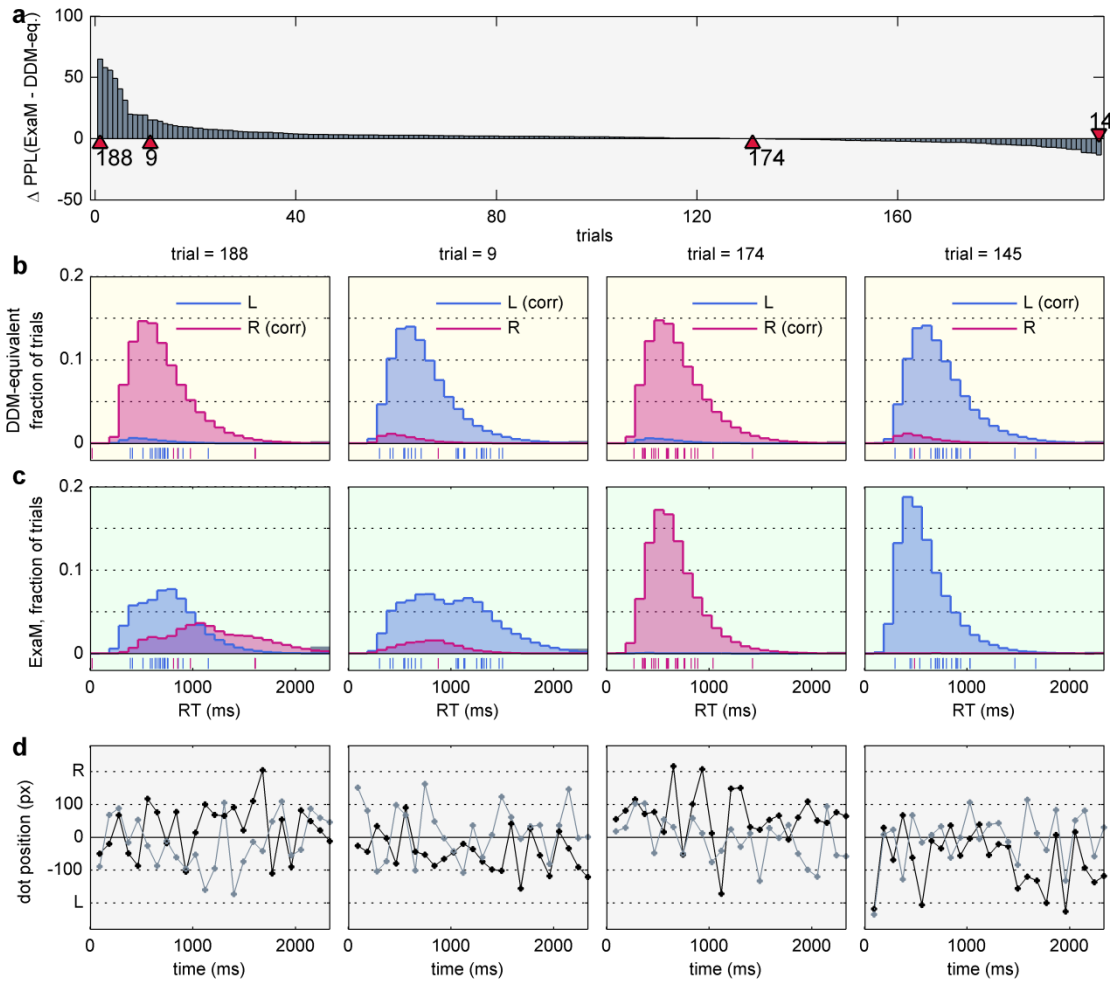 a
100
50
0
-50
Δ PPL(ExaM - DDM-eq.)
188
9
174
14
0
40
80
120
160
trials
trial = 188
trial = 9
trial = 174
trial = 145
b
0.2
0.1
0
DDM-equivalent
fraction of trials
L
R (corr)
L (corr)
R
L
R (corr)
L (corr)
R
c
0.2
0.1
0
ExaM, fraction of trials
0 1000 2000
0 1000 2000
0 1000 2000
0 1000 2000
RT (ms)
RT (ms)
RT (ms)
RT (ms)
d
R
100
0
-100
L
dot position (px)
0 1000 2000
0 1000 2000
0 1000 2000
0 1000 2000
time (ms)
time (ms)
time (ms)
time (ms)